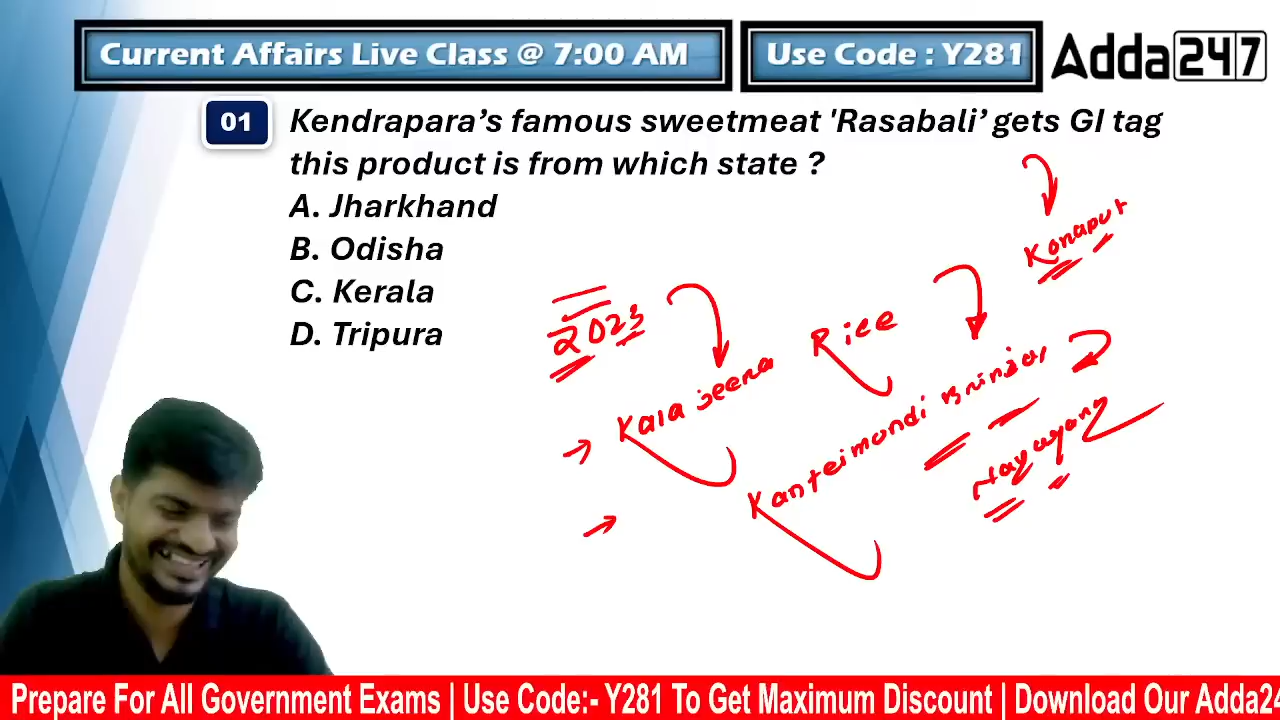 Current Affairs Live Class @ 7:00 AM
Use Code : Y281
Adda247
01
Kendrapara’s famous sweetmeat 'Rasabali’ gets GI tag
this product is from which state ?
A. Jharkhand
B. Odisha
C. Kerala
D. Tripura
2023
Kala jeera Rice
Koraput
Kanteimundi Brinjal
Nayagarh
Prepare For All Government Exams | Use Code:- Y281 To Get Maximum Discount | Download Our Adda24